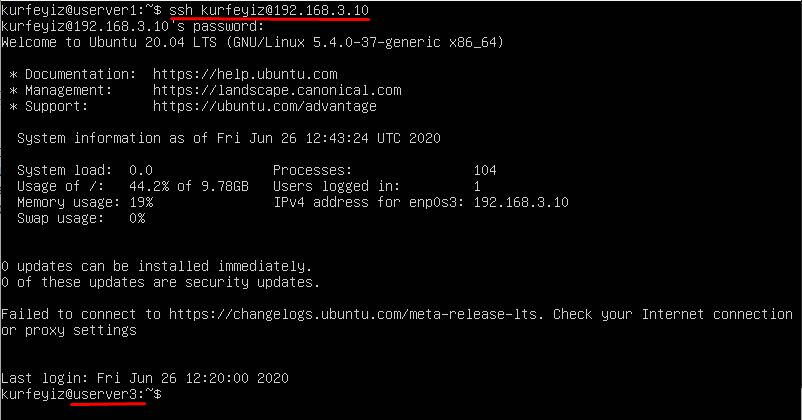 kurfeyiz@userver1:~$ ssh kurfeyiz@192.168.3.10
kurfeyiz@192.168.3.10's password:
Welcome to Ubuntu 20.04 LTS (GNU/Linux 5.4.0-37-generic x86_64)
* Documentation:  https://help.ubuntu.com
* Management:     https://landscape.canonical.com
* Support:        https://ubuntu.com/advantage
System information as of Fri Jun 26 12:43:24 UTC 2020
System load:  0.0                Processes:               104
Usage of /:   44.2% of 9.78GB   Users logged in:         1
Memory usage: 19%                IPv4 address for enp0s3: 192.168.3.10
Swap usage:   0%
0 updates can be installed immediately.
0 of these updates are security updates.
Failed to connect to https://changelogs.ubuntu.com/meta-release-lts. Check your Internet connection
or proxy settings
Last login: Fri Jun 26 12:20:00 2020
kurfeyiz@userver3:~$